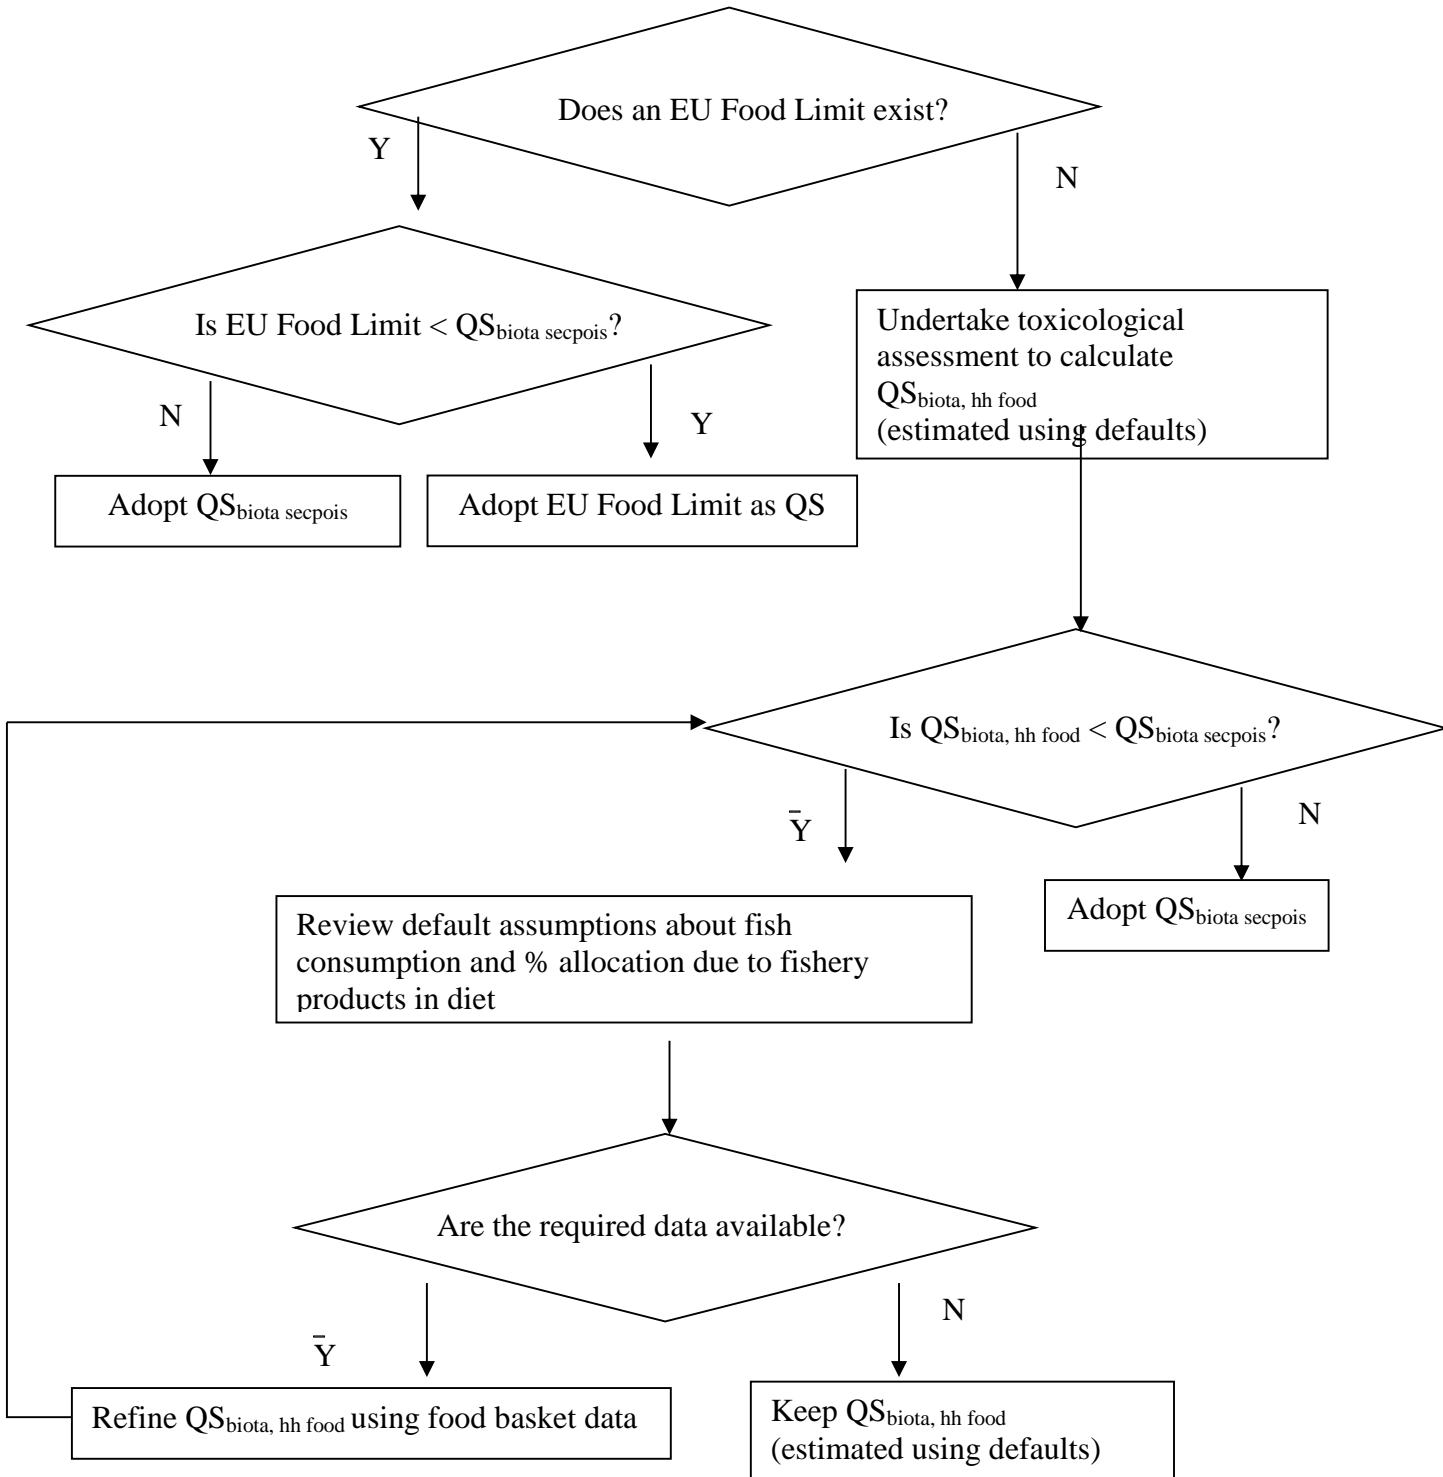 Does an EU Food Limit exist?
Y
N
Is EU Food Limit < QSbiota secpois?
Undertake toxicological
assessment to calculate
QSbiota, hh food
(estimated using defaults)
N
Y
Adopt QSbiota secpois
Adopt EU Food Limit as QS
Is QSbiota, hh food < QSbiota secpois?
Y
N
Adopt QSbiota secpois
Review default assumptions about fish
consumption and % allocation due to fishery
products in diet
Are the required data available?
Y
N
Refine QSbiota, hh food using food basket data
Keep QSbiota, hh food
(estimated using defaults)